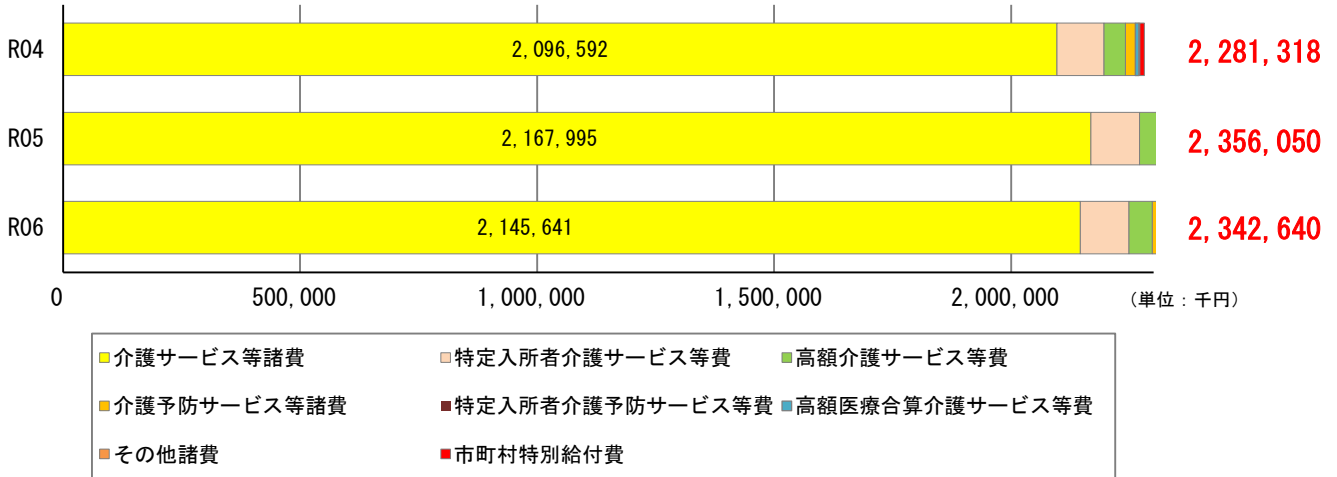 R04 2,096,592 2,281,318
R05 2,167,995 2,356,050
R06 2,145,641 2,342,640
0 500,000 1,000,000 1,500,000 2,000,000 （単位：千円）
介護サービス等諸費 特定入所者介護サービス等費 高額介護サービス等費
介護予防サービス等諸費 特定入所者介護予防サービス等費 高額医療合算介護サービス等費
その他諸費 市町村特別給付費